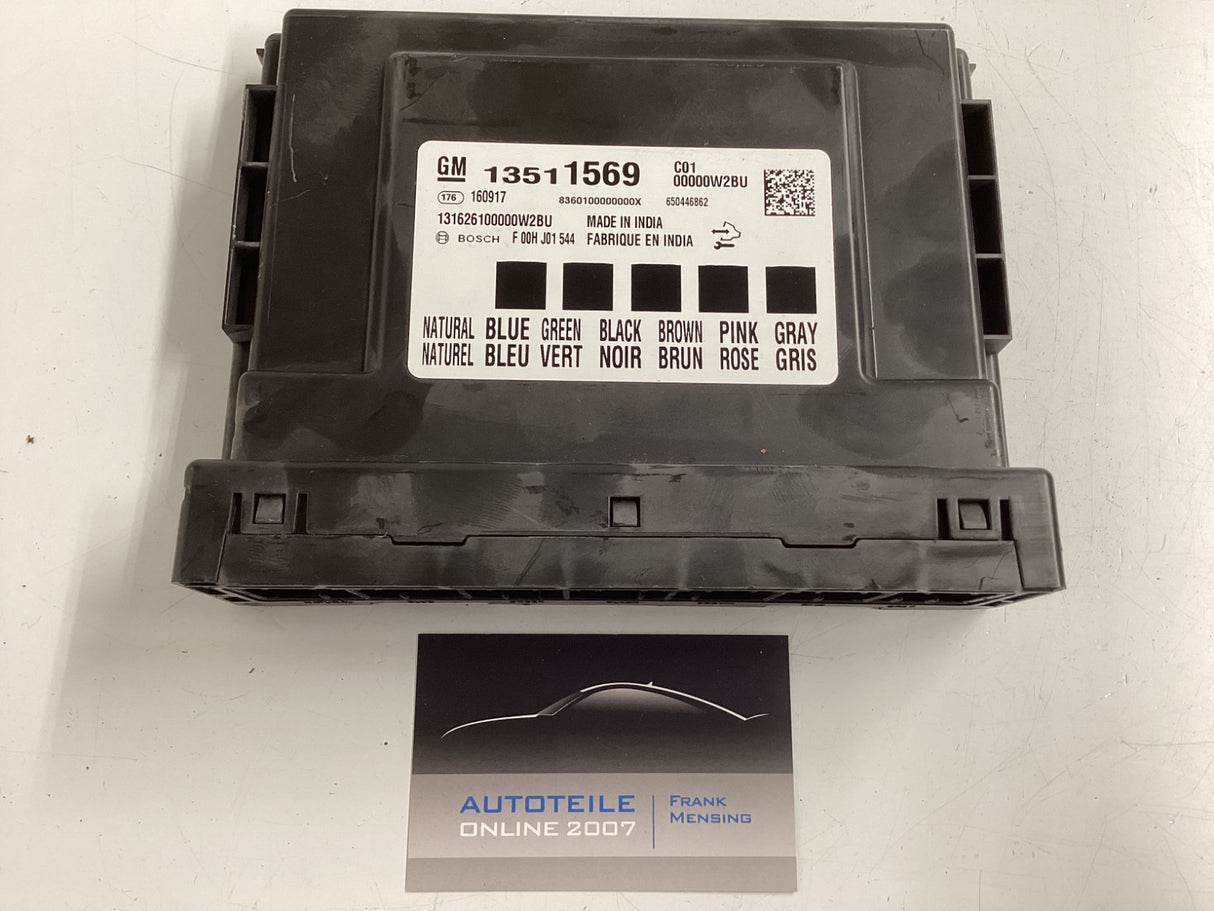 GM 13511569 C01
00000W2BU
176 160917 8360100000000X 650446862
131626100000W2BU MADE IN INDIA
BOSCH F 00H J01 544 FABRIQUE EN INDIA
NATURAL BLUE GREEN BLACK BROWN PINK GRAY
NATUREL BLEU VERT NOIR BRUN ROSE GRIS
AUTOTEILE
ONLINE 2007
FRANK
MENSING